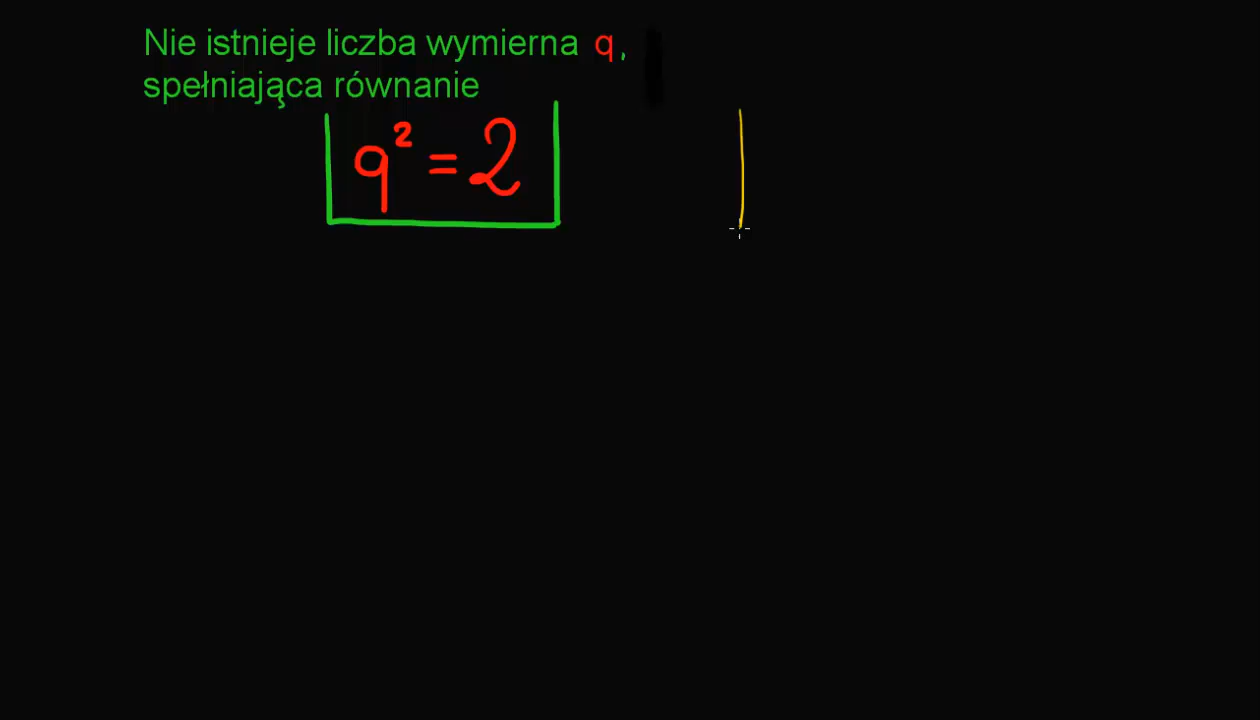 Nie istnieje liczba wymierna q,
spełniająca równanie
q² = 2